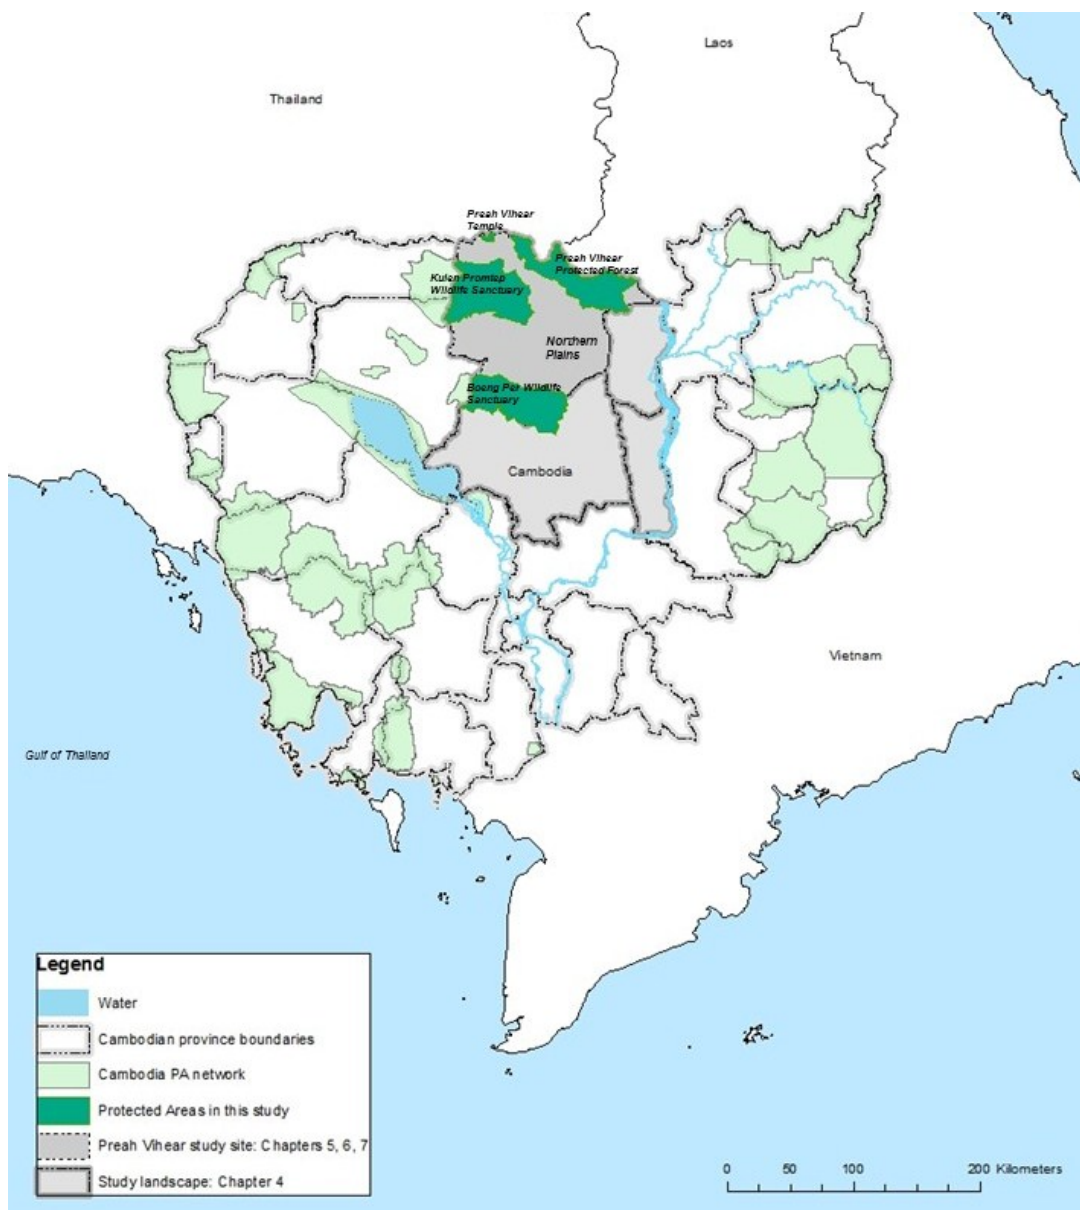 Laos
Thailand
Preah Vihear
Temple
Preah Vihear
Protected Forest
Kulen Promtep
Wildlife Sanctuary
Northern
Plains
Boeng Per Wildlife
Sanctuary
Cambodia
Vietnam
Gulf of Thailand
Legend
Water
Cambodian province boundaries
Cambodia PA network
Protected Areas in this study
Preah Vihear study site: Chapters 5, 6, 7
Study landscape: Chapter 4
0 50 100 200 Kilometers